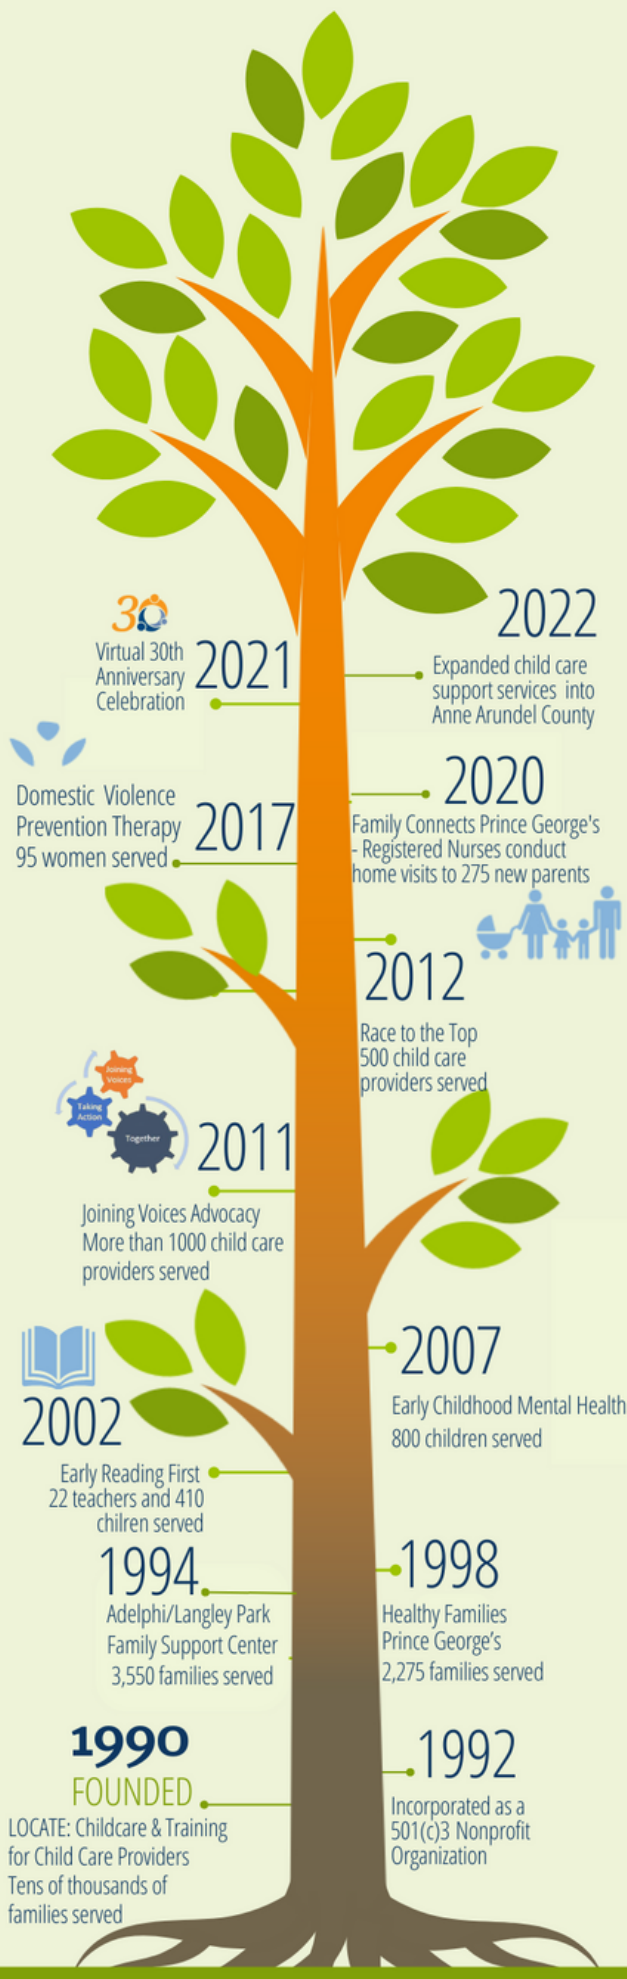 2022
Expanded child care
support services into
Anne Arundel County
30
Virtual 30th
Anniversary
Celebration
2021
2020
Family Connects Prince George's
- Registered Nurses conduct
home visits to 275 new parents
Domestic Violence
Prevention Therapy
95 women served
2017
2012
Race to the Top
500 child care
providers served
Joining
Voices
Taking
Action
Together
2011
Joining Voices Advocacy
More than 1000 child care
providers served
2007
Early Childhood Mental Health
800 children served
2002
Early Reading First
22 teachers and 410
chilren served
1998
Healthy Families
Prince George’s
2,275 families served
1994
Adelphi/Langley Park
Family Support Center
3,550 families served
1992
Incorporated as a
501(c)3 Nonprofit
Organization
1990
FOUNDED
LOCATE: Childcare & Training
for Child Care Providers
Tens of thousands of
families served